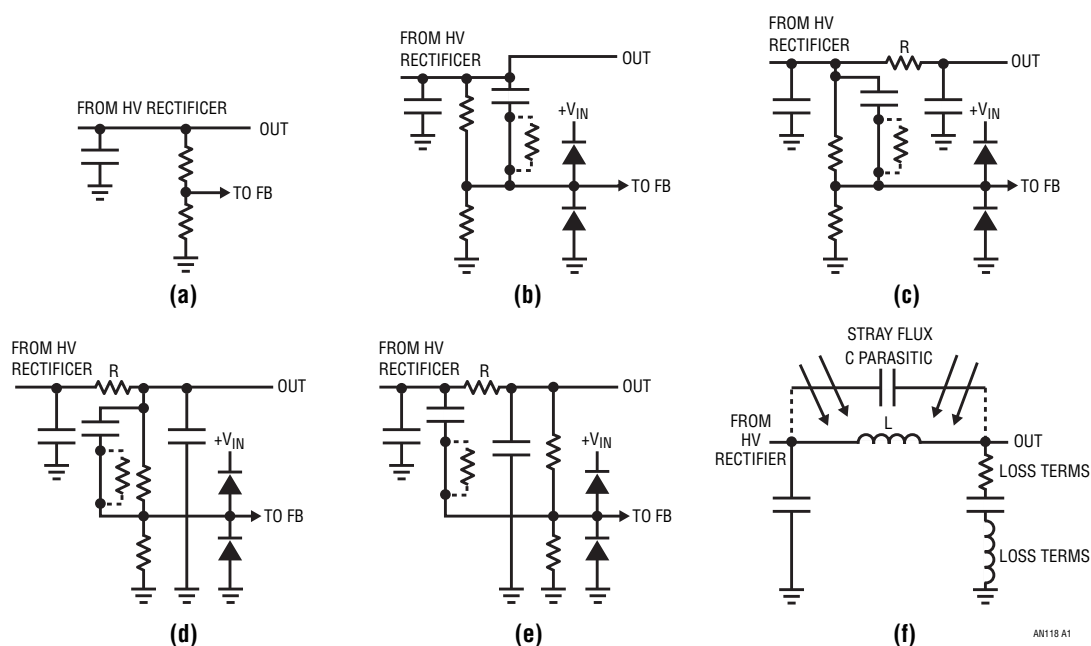 FROM HV RECTIFICER
OUT
TO FB
(a)
FROM HV
RECTIFICER
OUT
+VIN
TO FB
(b)
FROM HV
RECTIFICER
R
OUT
+VIN
TO FB
(c)
FROM HV
RECTIFICER
R
OUT
+VIN
TO FB
(d)
FROM HV
RECTIFICER
R
OUT
+VIN
TO FB
(e)
STRAY FLUX
C PARASITIC
FROM
HV
RECTIFIER
L
OUT
LOSS TERMS
LOSS TERMS
(f)
AN118 A1